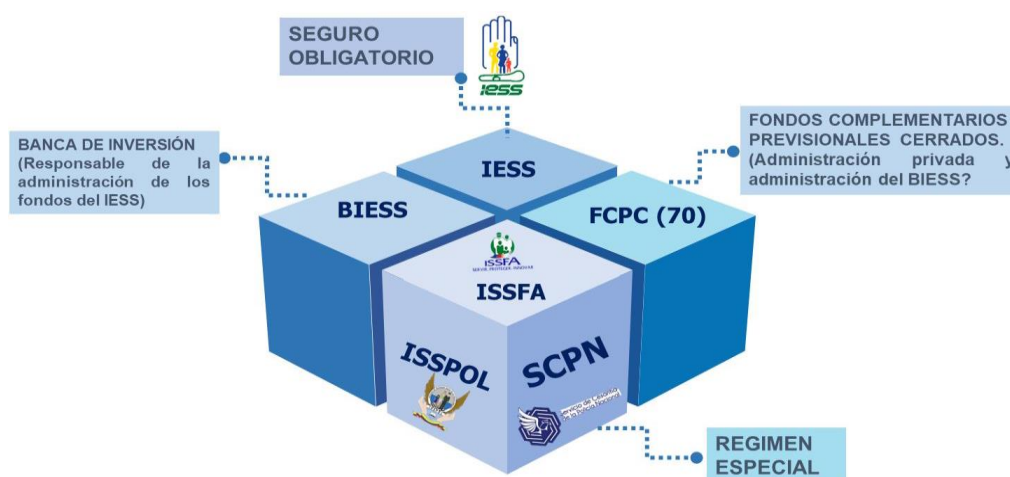 SEGURO
OBLIGATORIO
iess
BANCA DE INVERSIÓN
(Responsable de la
administración de los
fondos del IESS)
FONDOS COMPLEMENTARIOS
PREVISIONALES CERRADOS.
(Administración privada y
administración del BIESS?
IESS
BIESS
FCPC (70)
ISSFA
ISSFA
ISSPOL
SCPN
REGIMEN
ESPECIAL